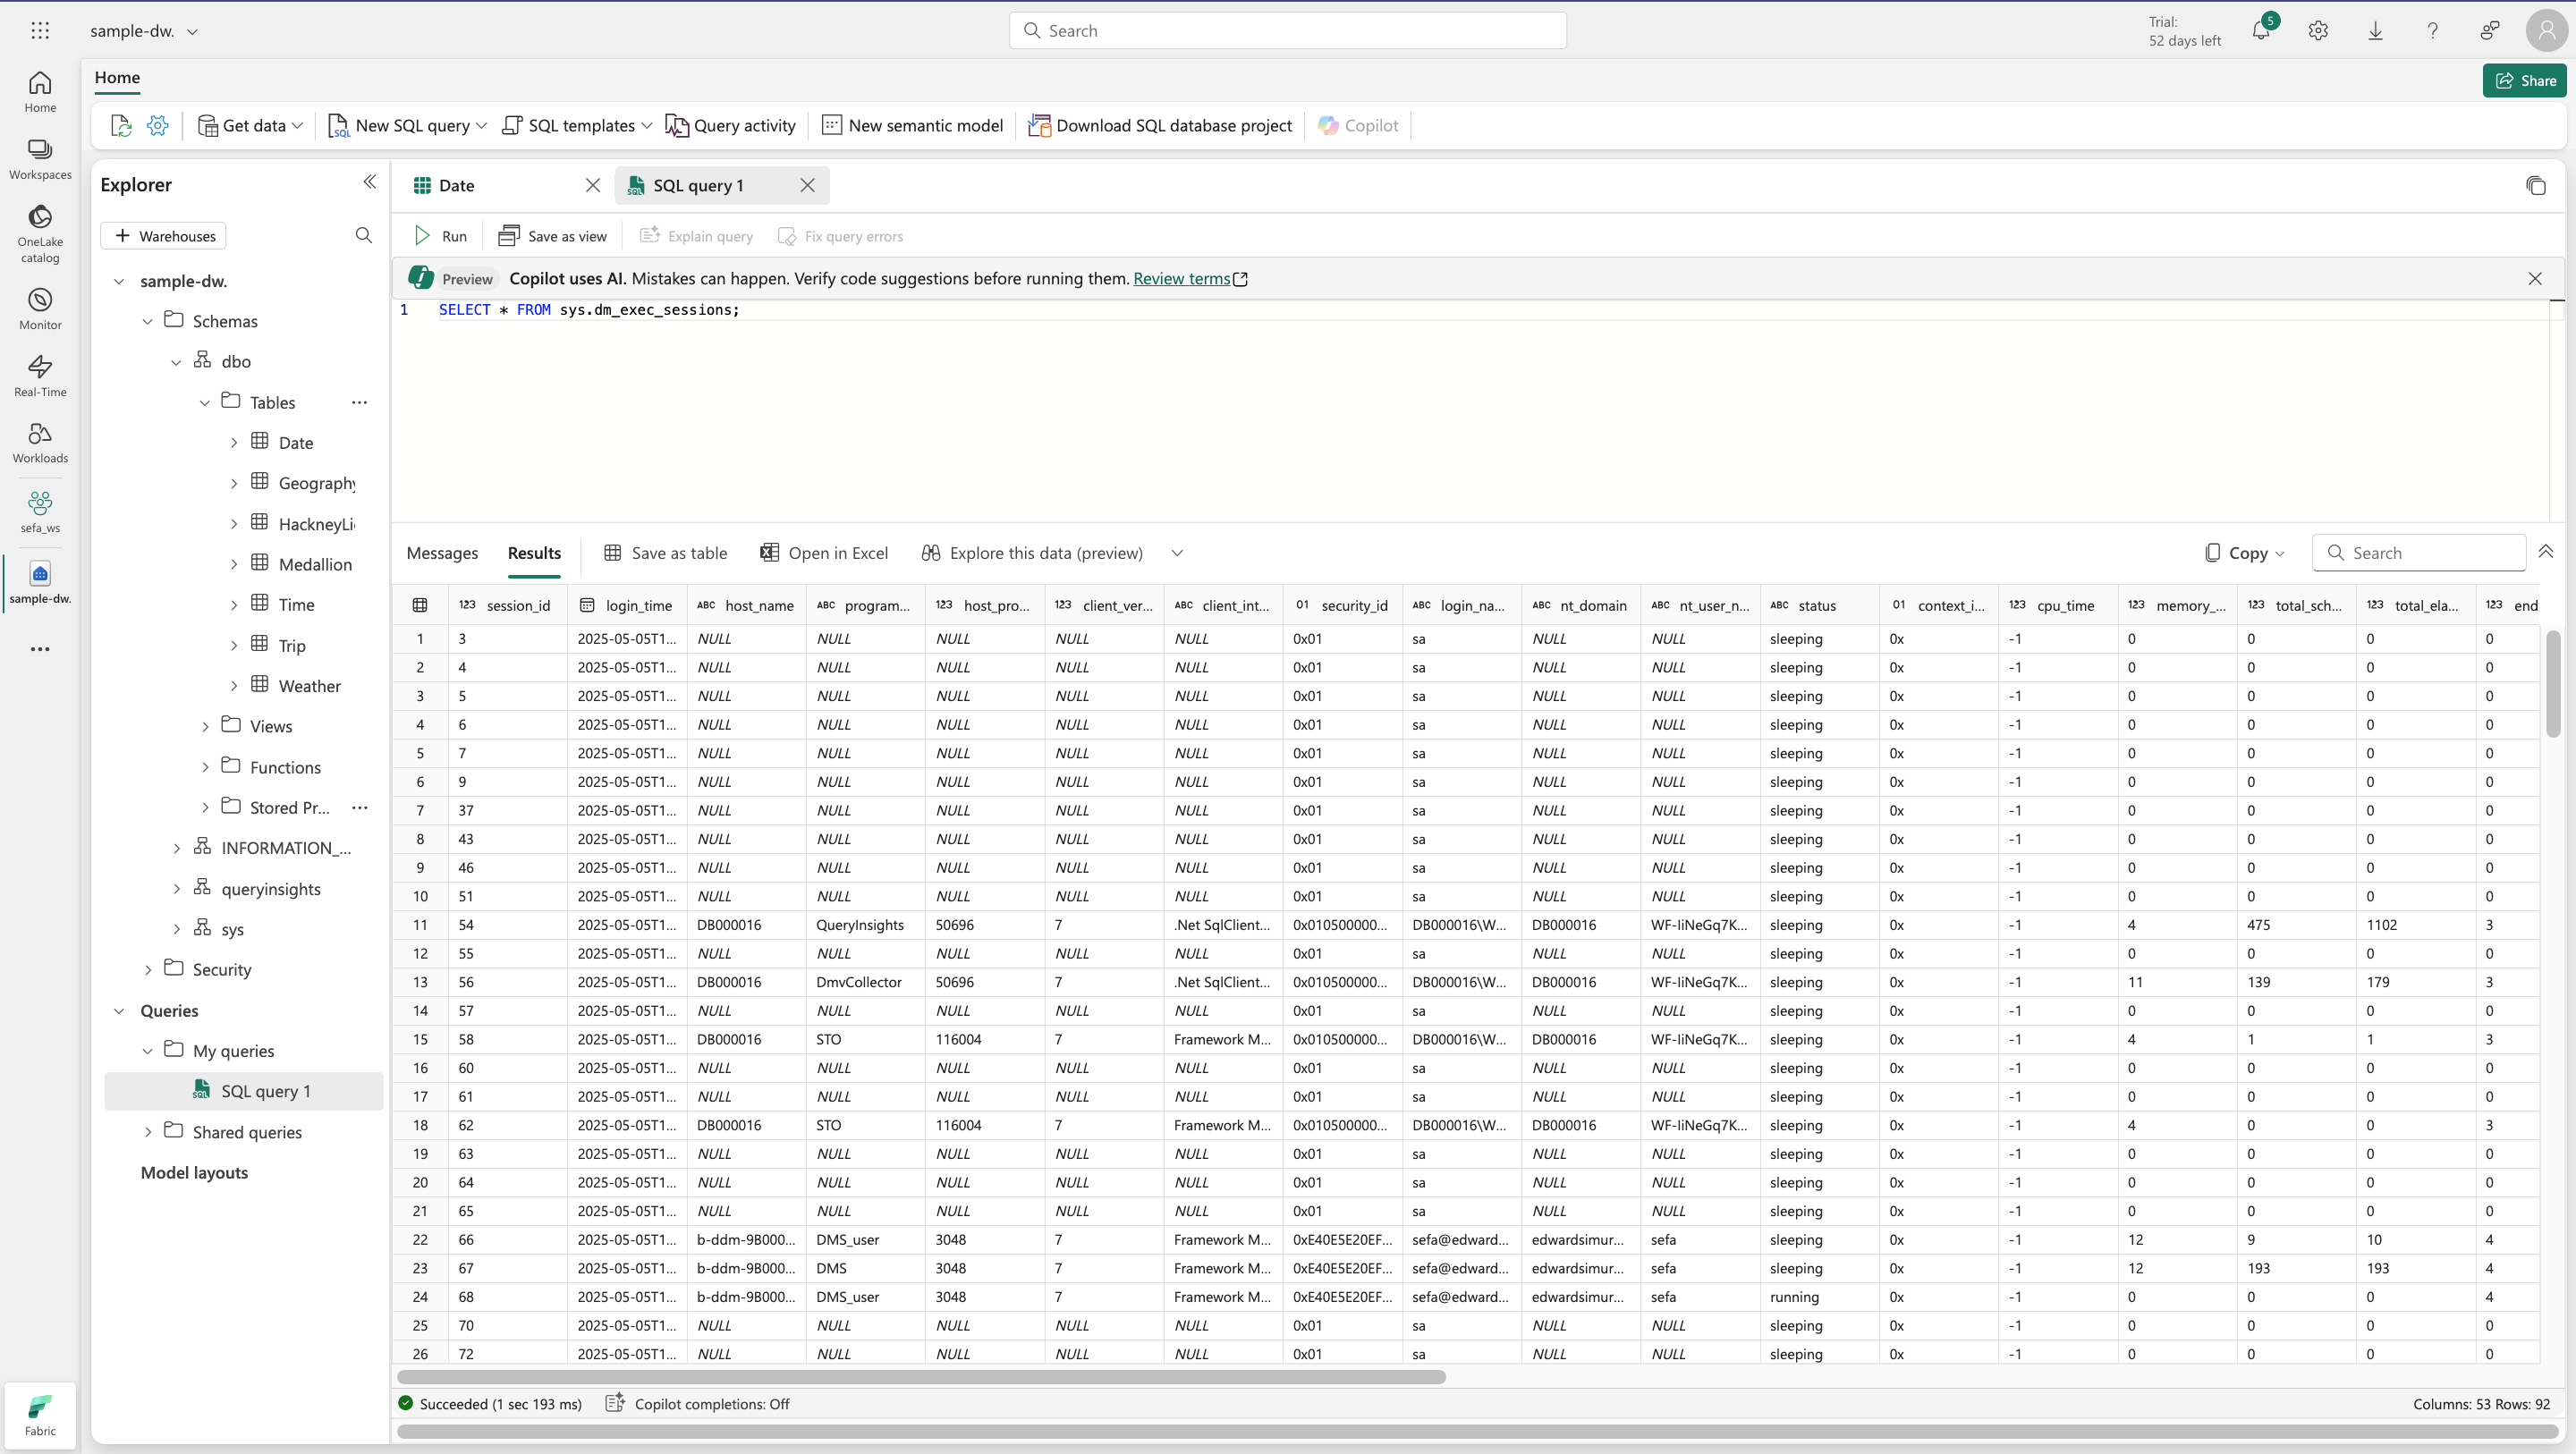 sample-dw.
Search
Trial:
52 days left
5
Home
Share
Get data
New SQL query
SQL templates
Query activity
New semantic model
Download SQL database project
Copilot
Home
Workspaces
OneLake
catalog
Monitor
Real-Time
Workloads
sefa_ws
sample-dw.
Fabric
Explorer
Warehouses
sample-dw.
Schemas
dbo
Tables
Date
Geography
HackneyLi
Medallion
Time
Trip
Weather
Views
Functions
Stored Pr...
INFORMATION_...
queryinsights
sys
Security
Queries
My queries
SQL query 1
Shared queries
Model layouts
Date
SQL query 1
Run
Save as view
Explain query
Fix query errors
Preview Copilot uses AI. Mistakes can happen. Verify code suggestions before running them. Review terms
1 SELECT * FROM sys.dm_exec_sessions;
Messages Results Save as table Open in Excel Explore this data (preview) Copy Search
123 session_id login_time ABC host_name ABC program... 123 host_pro... 123 client_ver... ABC client_int... 01 security_id ABC login_na... ABC nt_domain ABC nt_user_n... ABC status 01 context_i... 123 cpu_time 123 memory_... 123 total_sch... 123 total_ela... 123 end
1 3 2025-05-05T1... NULL NULL NULL NULL NULL 0x01 sa NULL NULL sleeping 0x -1 0 0 0 0
2 4 2025-05-05T1... NULL NULL NULL NULL NULL 0x01 sa NULL NULL sleeping 0x -1 0 0 0 0
3 5 2025-05-05T1... NULL NULL NULL NULL NULL 0x01 sa NULL NULL sleeping 0x -1 0 0 0 0
4 6 2025-05-05T1... NULL NULL NULL NULL NULL 0x01 sa NULL NULL sleeping 0x -1 0 0 0 0
5 7 2025-05-05T1... NULL NULL NULL NULL NULL 0x01 sa NULL NULL sleeping 0x -1 0 0 0 0
6 9 2025-05-05T1... NULL NULL NULL NULL NULL 0x01 sa NULL NULL sleeping 0x -1 0 0 0 0
7 37 2025-05-05T1... NULL NULL NULL NULL NULL 0x01 sa NULL NULL sleeping 0x -1 0 0 0 0
8 43 2025-05-05T1... NULL NULL NULL NULL NULL 0x01 sa NULL NULL sleeping 0x -1 0 0 0 0
9 46 2025-05-05T1... NULL NULL NULL NULL NULL 0x01 sa NULL NULL sleeping 0x -1 0 0 0 0
10 51 2025-05-05T1... NULL NULL NULL NULL NULL 0x01 sa NULL NULL sleeping 0x -1 0 0 0 0
11 54 2025-05-05T1... DB000016 QueryInsights 50696 7 .Net SqlClient... 0x010500000... DB000016\W... DB000016 WF-IiNeGq7K... sleeping 0x -1 4 475 1102 3
12 55 2025-05-05T1... NULL NULL NULL NULL NULL 0x01 sa NULL NULL sleeping 0x -1 0 0 0 0
13 56 2025-05-05T1... DB000016 DmvCollector 50696 7 .Net SqlClient... 0x010500000... DB000016\W... DB000016 WF-IiNeGq7K... sleeping 0x -1 11 139 179 3
14 57 2025-05-05T1... NULL NULL NULL NULL NULL 0x01 sa NULL NULL sleeping 0x -1 0 0 0 0
15 58 2025-05-05T1... DB000016 STO 116004 7 Framework M... 0x010500000... DB000016\W... DB000016 WF-IiNeGq7K... sleeping 0x -1 4 1 1 3
16 60 2025-05-05T1... NULL NULL NULL NULL NULL 0x01 sa NULL NULL sleeping 0x -1 0 0 0 0
17 61 2025-05-05T1... NULL NULL NULL NULL NULL 0x01 sa NULL NULL sleeping 0x -1 0 0 0 0
18 62 2025-05-05T1... DB000016 STO 116004 7 Framework M... 0x010500000... DB000016\W... DB000016 WF-IiNeGq7K... sleeping 0x -1 4 0 0 3
19 63 2025-05-05T1... NULL NULL NULL NULL NULL 0x01 sa NULL NULL sleeping 0x -1 0 0 0 0
20 64 2025-05-05T1... NULL NULL NULL NULL NULL 0x01 sa NULL NULL sleeping 0x -1 0 0 0 0
21 65 2025-05-05T1... NULL NULL NULL NULL NULL 0x01 sa NULL NULL sleeping 0x -1 0 0 0 0
22 66 2025-05-05T1... b-ddm-9B000... DMS_user 3048 7 Framework M... 0xE40E5E20EF... sefa@edward... edwardsimur... sefa sleeping 0x -1 12 9 10 4
23 67 2025-05-05T1... b-ddm-9B000... DMS 3048 7 Framework M... 0xE40E5E20EF... sefa@edward... edwardsimur... sefa sleeping 0x -1 12 193 193 4
24 68 2025-05-05T1... b-ddm-9B000... DMS_user 3048 7 Framework M... 0xE40E5E20EF... sefa@edward... edwardsimur... sefa running 0x -1 0 0 0 4
25 70 2025-05-05T1... NULL NULL NULL NULL NULL 0x01 sa NULL NULL sleeping 0x -1 0 0 0 0
26 72 2025-05-05T1... NULL NULL NULL NULL NULL 0x01 sa NULL NULL sleeping 0x -1 0 0 0 0
Succeeded (1 sec 193 ms) Copilot completions: Off Columns: 53 Rows: 92